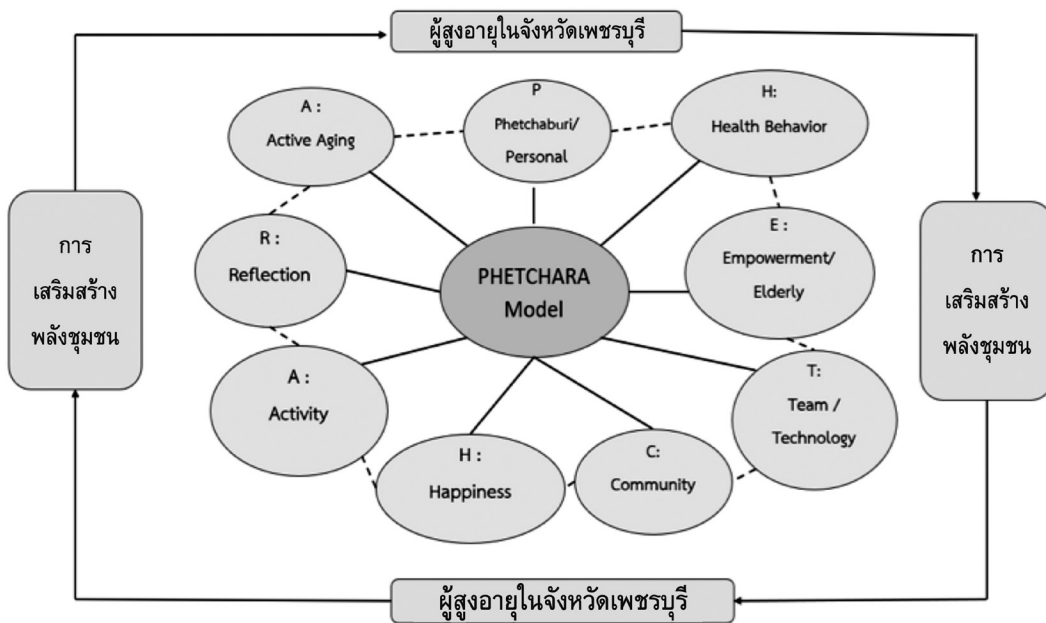 ผู้สูงอายุในจังหวัดเพชรบุรี
P
Phetchaburi/
Personal
H:
Health Behavior
E :
Empowerment/
Elderly
T:
Team /
Technology
C:
Community
H :
Happiness
A :
Activity
R :
Reflection
A :
Active Aging
PHETCHARA
Model
การ
เสริมสร้าง
พลังชุมชน
การ
เสริมสร้าง
พลังชุมชน
ผู้สูงอายุในจังหวัดเพชรบุรี